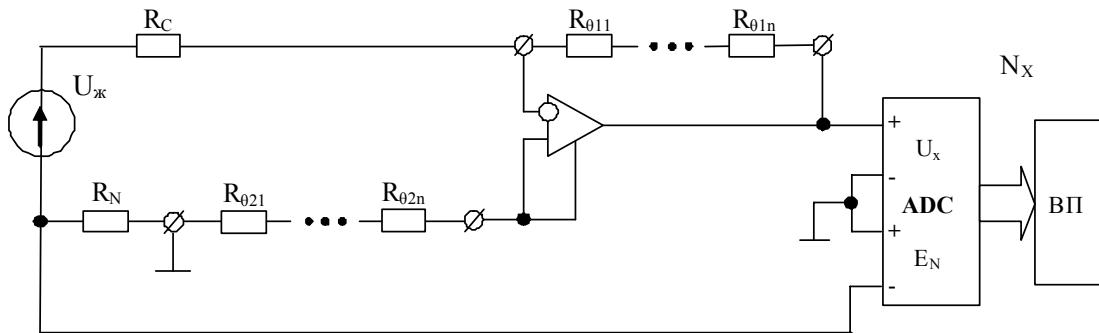 R_C
R_θ11
R_θ1n
N_X
U_ж
+
U_x
-
ADC
ВП
+
E_N
-
R_N
R_θ21
R_θ2n